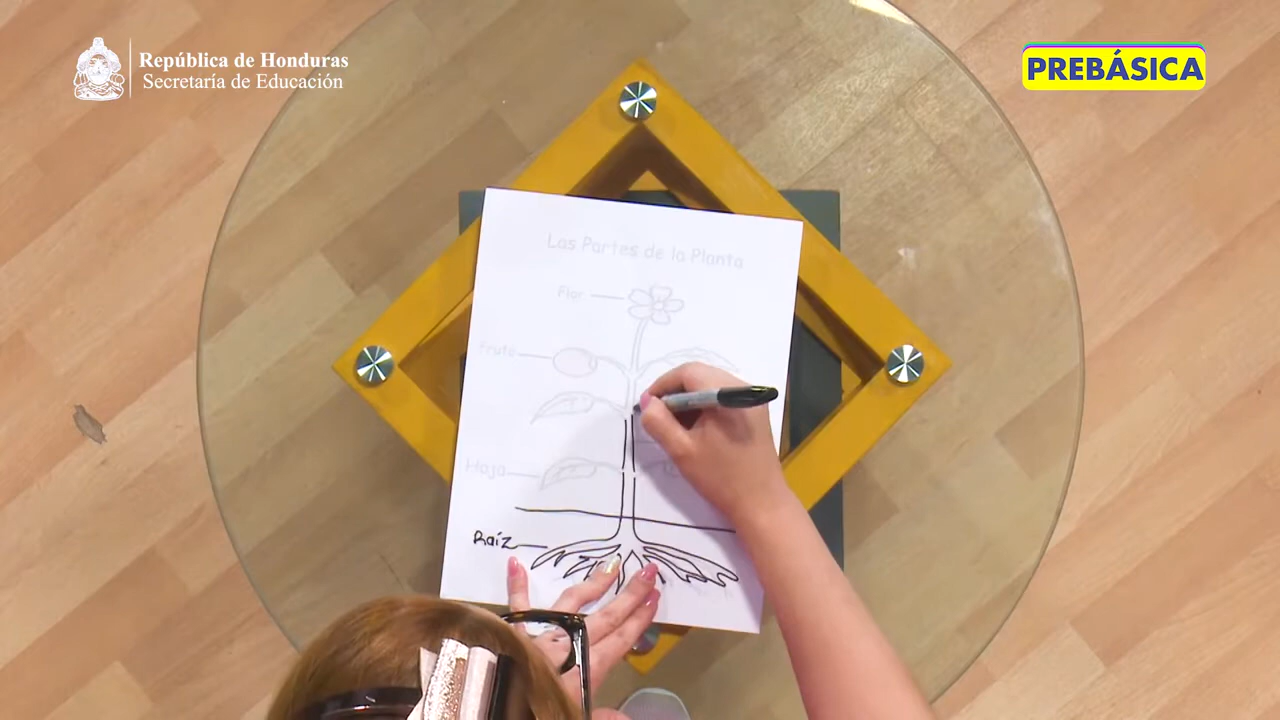 República de Honduras
Secretaría de Educación
PREBÁSICA
Las Partes de la Planta
Flor
Fruto
Hoja
Raíz